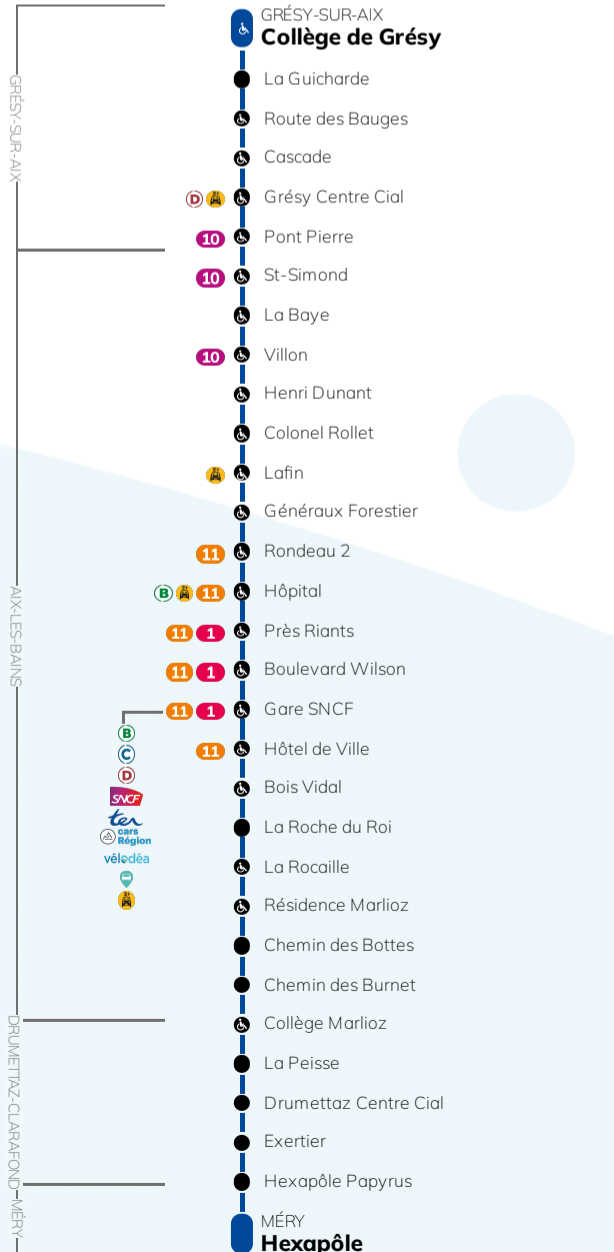 GRÉSY-SUR-AIX
Collège de Grésy
La Guicharde
Route des Bauges
Cascade
D Grésy Centre Cial
10 Pont Pierre
10 St-Simond
La Baye
10 Villon
Henri Dunant
Colonel Rollet
Lafin
Généraux Forestier
11 Rondeau 2
B 11 Hôpital
11 1 Près Riants
11 1 Boulevard Wilson
11 1 Gare SNCF
B
C
D
SNCF
ter
cars
Région
vélodéa
11 Hôtel de Ville
Bois Vidal
La Roche du Roi
La Rocaille
Résidence Marlioz
Chemin des Bottes
Chemin des Burnet
Collège Marlioz
La Peisse
Drumettaz Centre Cial
Exertier
Hexapôle Papyrus
MÉRY
Hexapôle
GRÉSY-SUR-AIX
AIX-LES-BAINS
DRUMETTAZ-CLARAFOND
MÉRY